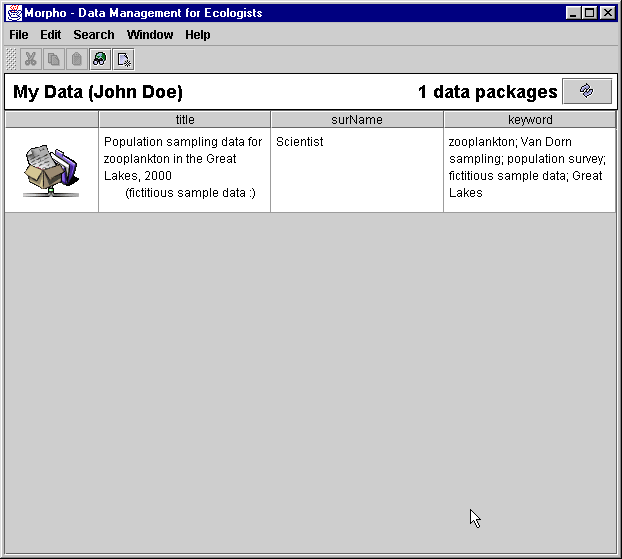 Morpho - Data Management for Ecologists
File Edit Search Window Help
My Data (John Doe) 1 data packages
title surName keyword
Population sampling data for
zooplankton in the Great
Lakes, 2000
(fictitious sample data :)
Scientist
zooplankton; Van Dorn
sampling; population survey;
fictitious sample data; Great
Lakes